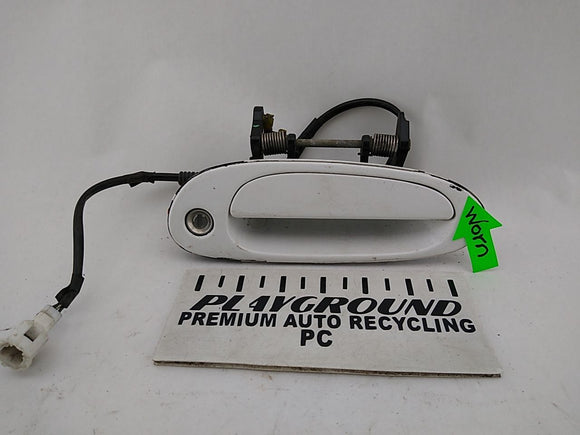 Worn
PLAYGROUND
PREMIUM AUTO RECYCLING
PC